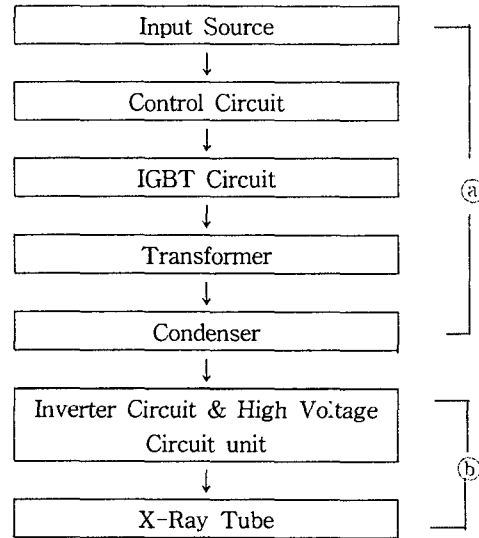 Input Source
↓
Control Circuit
↓
IGBT Circuit
↓
Transformer
↓
Condenser
↓
Inverter Circuit & High Voltage
Circuit unit
↓
X-Ray Tube
ⓐ
ⓑ